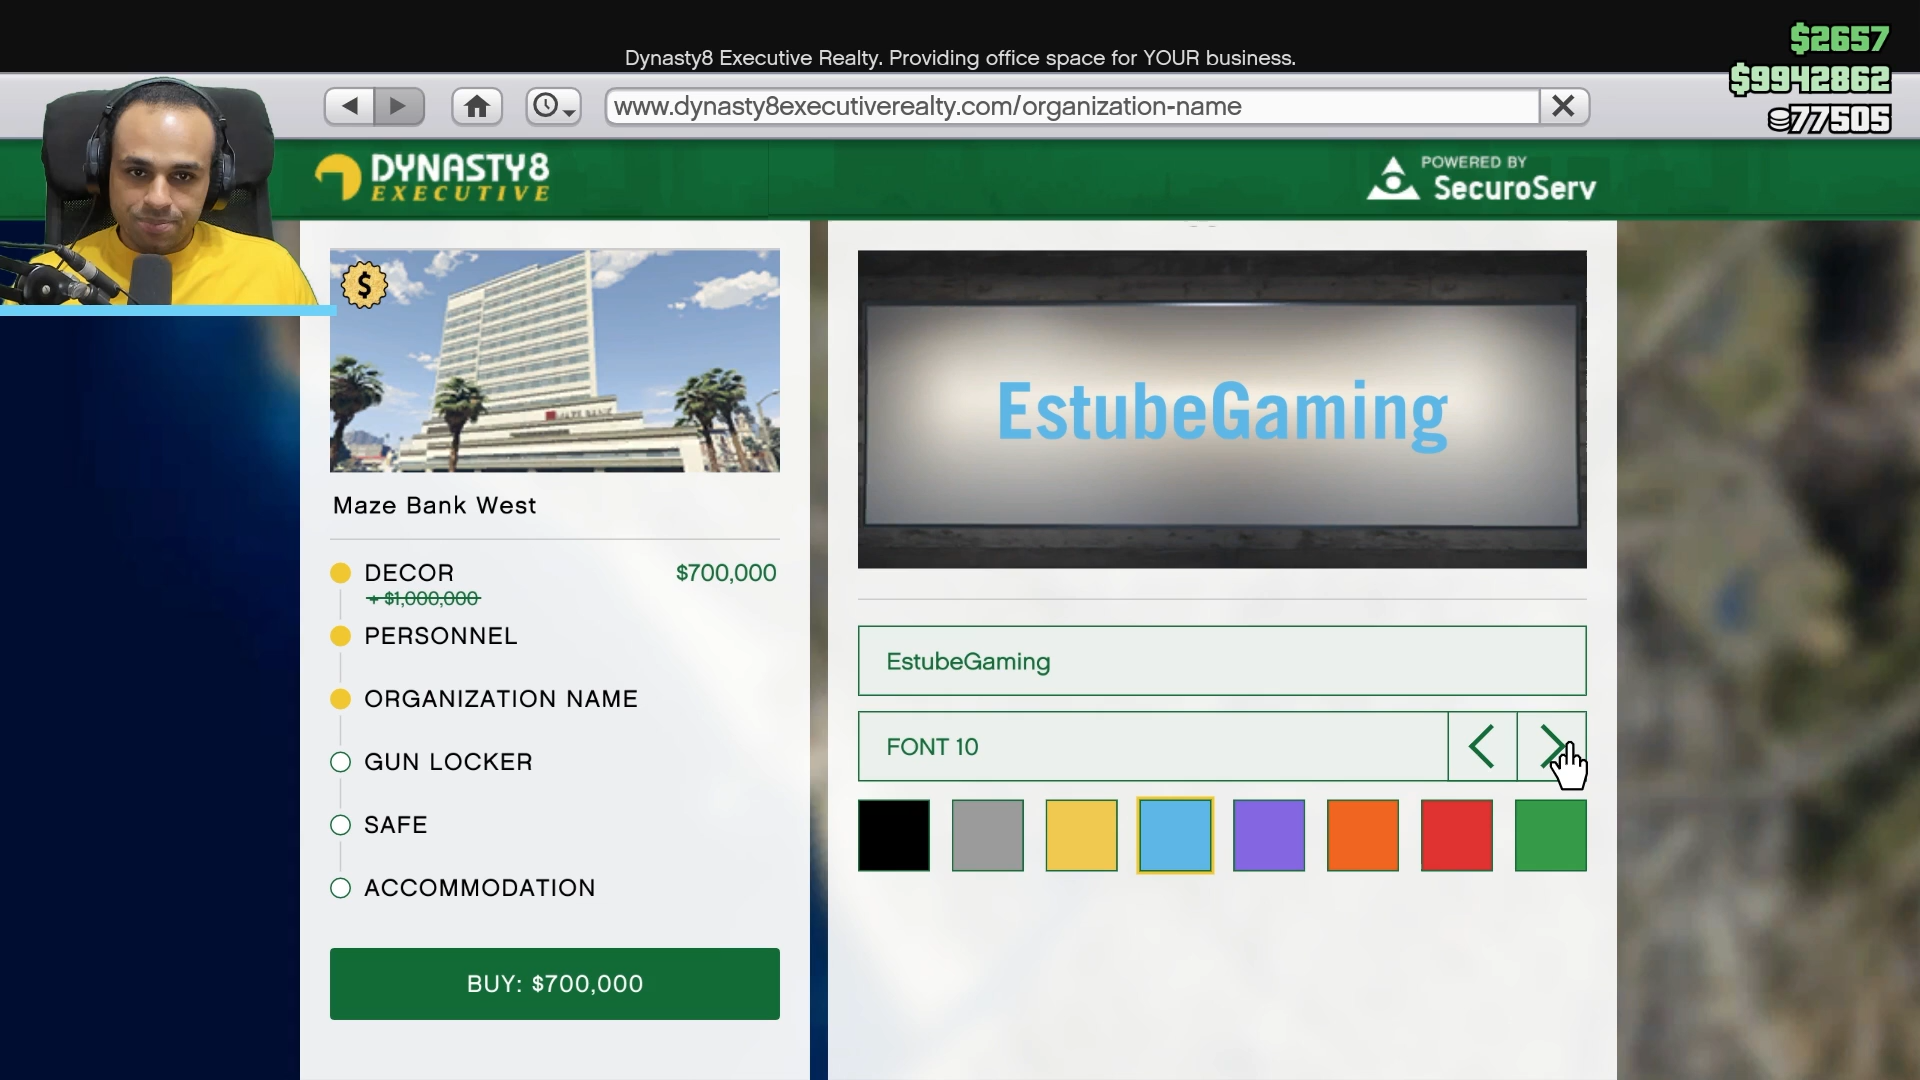 Dynasty8 Executive Realty. Providing office space for YOUR business.
$2657
$9942862
77505
www.dynasty8executiverealty.com/organization-name
DYNASTY8
EXECUTIVE
POWERED BY
SecuroServ
$
MAZE BANK
EstubeGaming
Maze Bank West
DECOR
$700,000
+ $1,000,000
PERSONNEL
ORGANIZATION NAME
GUN LOCKER
SAFE
ACCOMMODATION
BUY: $700,000
EstubeGaming
FONT 10